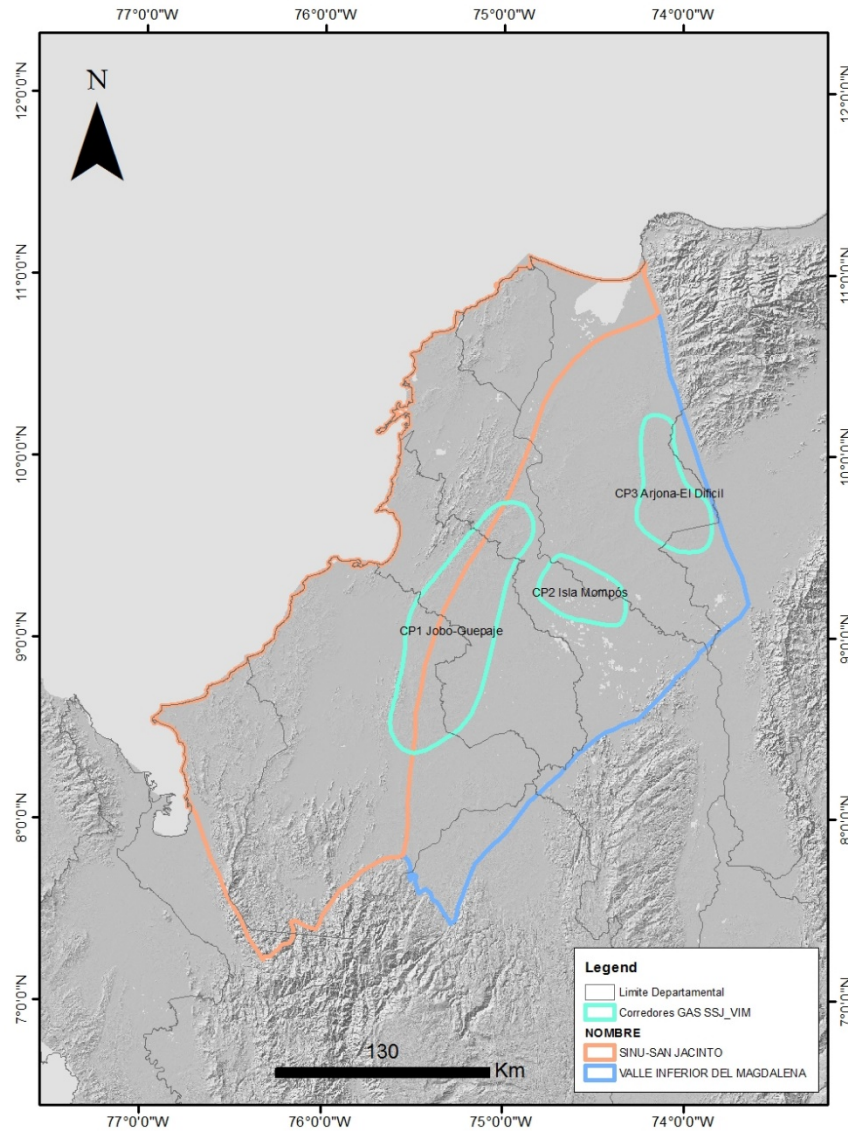 77°0'0"W 76°0'0"W 75°0'0"W 74°0'0"W
N
12°0'0"N 12°0'0"N
11°0'0"N 11°0'0"N
10°0'0"N 10°0'0"N
CP3 Arjona-El Dificil
CP2 Isla Mompós
CP1 Jobo-Guepaje
9°0'0"N 9°0'0"N
8°0'0"N 8°0'0"N
7°0'0"N 7°0'0"N
130
Km
Legend
Limite Departamental
Corredores GAS SSJ_VIM
NOMBRE
SINU-SAN JACINTO
VALLE INFERIOR DEL MAGDALENA
77°0'0"W 76°0'0"W 75°0'0"W 74°0'0"W